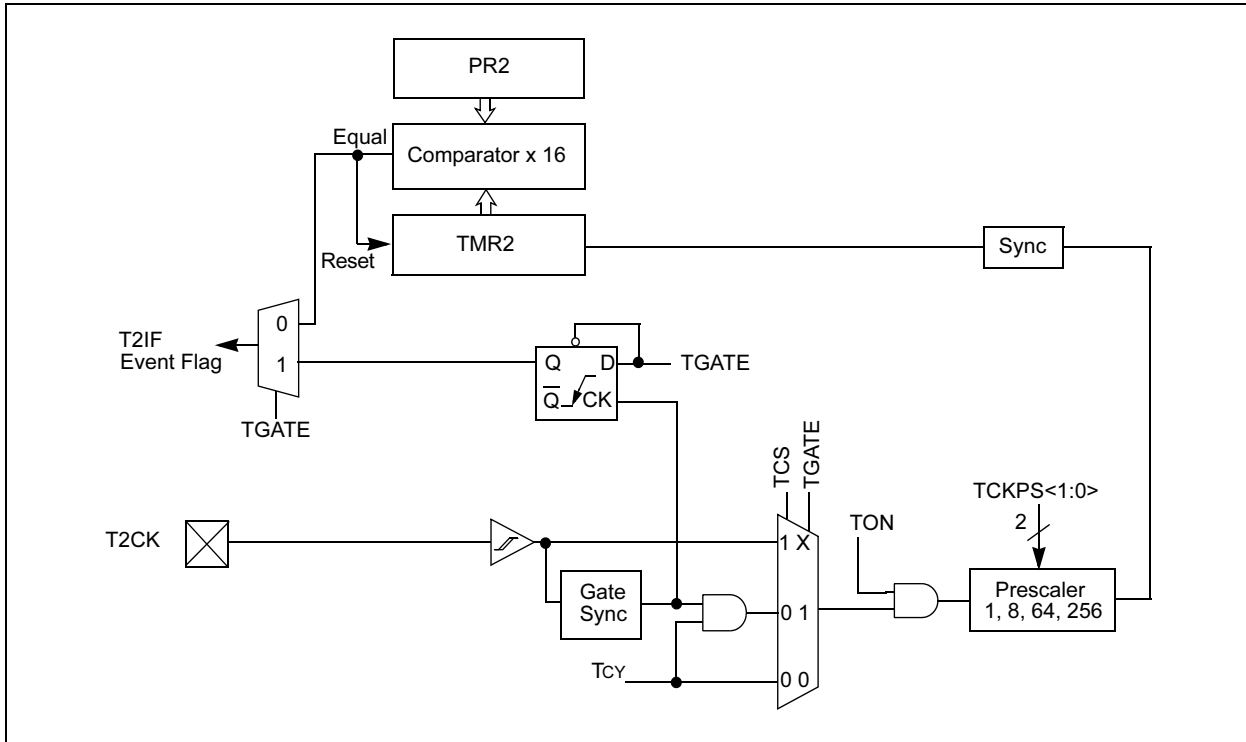 PR2
Equal
Comparator x 16
TMR2
Reset
Sync
T2IF
Event Flag
0
1
TGATE
Q
D
TGATE
Q̅
CK
TCS
TGATE
TCKPS<1:0>
2
TON
T2CK
1 X
Gate
Sync
0 1
Prescaler
1, 8, 64, 256
TCY
0 0